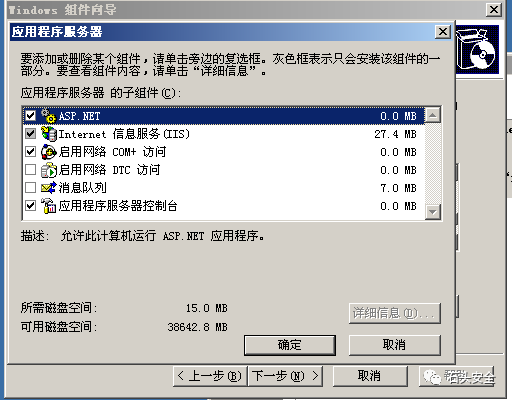 Windows 组件向导
应用程序服务器
要添加或删除某个组件，请单击旁边的复选框。灰色框表示只会安装该组件的一
部分。要查看组件内容，请单击“详细信息”。
应用程序服务器 的子组件(C):
ASP.NET 0.0 MB
Internet 信息服务(IIS) 27.4 MB
启用网络 COM+ 访问 0.0 MB
启用网络 DTC 访问 0.0 MB
消息队列 7.0 MB
应用程序服务器控制台 0.0 MB
描述: 允许此计算机运行 ASP.NET 应用程序。
所需磁盘空间: 15.0 MB
详细信息(D)...
可用磁盘空间: 38642.8 MB
确定 取消
< 上一步(B) 下一步(N) > 取消
石头安全